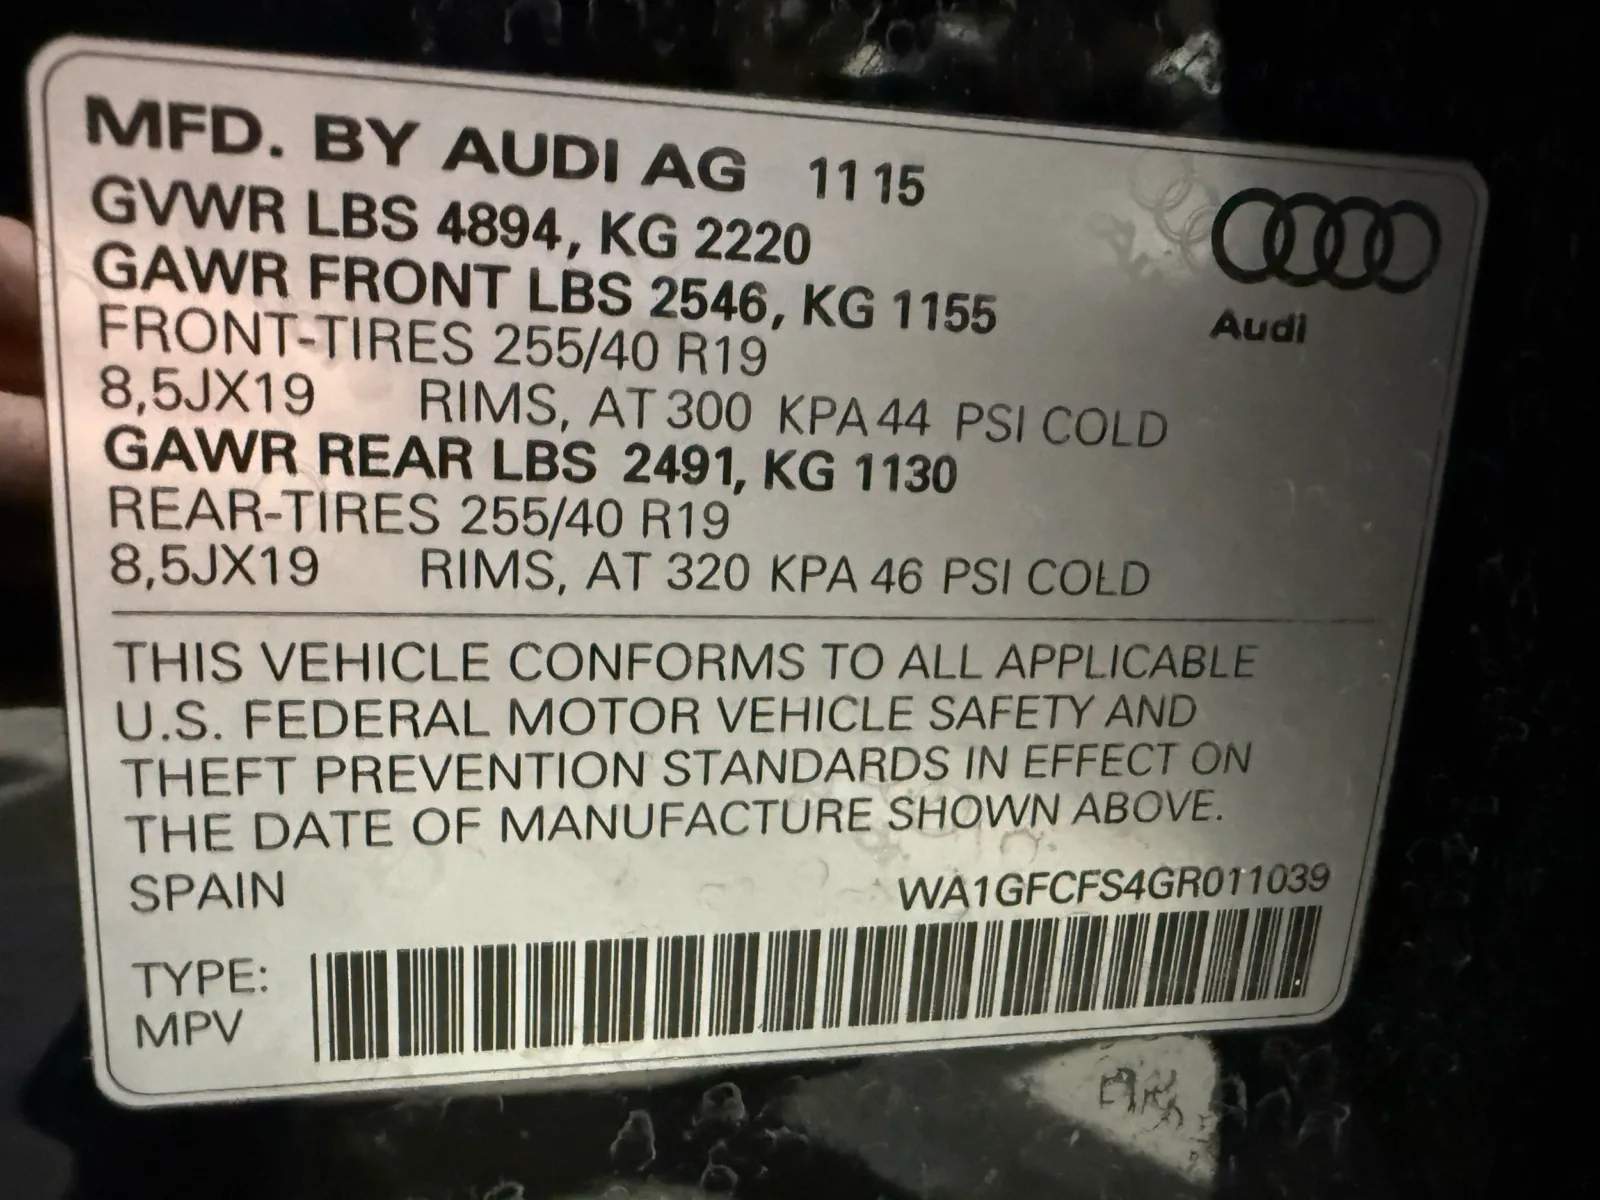 MFD. BY AUDI AG 11 15
GVWR LBS 4894, KG 2220
GAWR FRONT LBS 2546, KG 1155
FRONT-TIRES 255/40 R19
8,5JX19 RIMS, AT 300 KPA 44 PSI COLD
GAWR REAR LBS 2491, KG 1130
REAR-TIRES 255/40 R19
8,5JX19 RIMS, AT 320 KPA 46 PSI COLD
Audi
THIS VEHICLE CONFORMS TO ALL APPLICABLE
U.S. FEDERAL MOTOR VEHICLE SAFETY AND
THEFT PREVENTION STANDARDS IN EFFECT ON
THE DATE OF MANUFACTURE SHOWN ABOVE.
SPAIN WA1GFCFS4GR011039
TYPE:
MPV